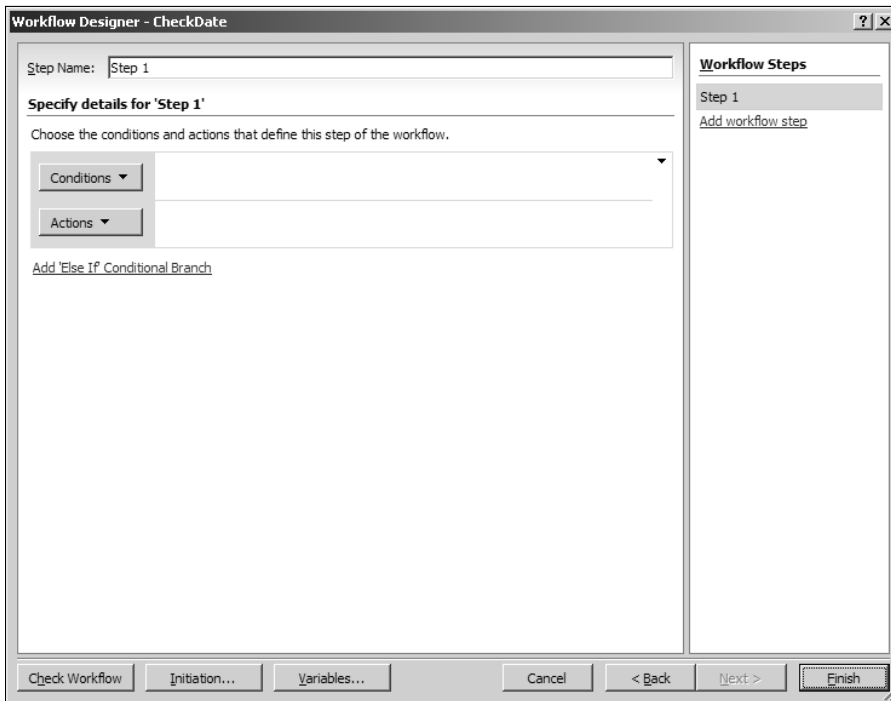 Workflow Designer - CheckDate
Step Name: Step 1
Specify details for 'Step 1'
Choose the conditions and actions that define this step of the workflow.
Conditions
Actions
Add 'Else If' Conditional Branch
Workflow Steps
Step 1
Add workflow step
Check Workflow
Initiation...
Variables...
Cancel
< Back
Next >
Finish